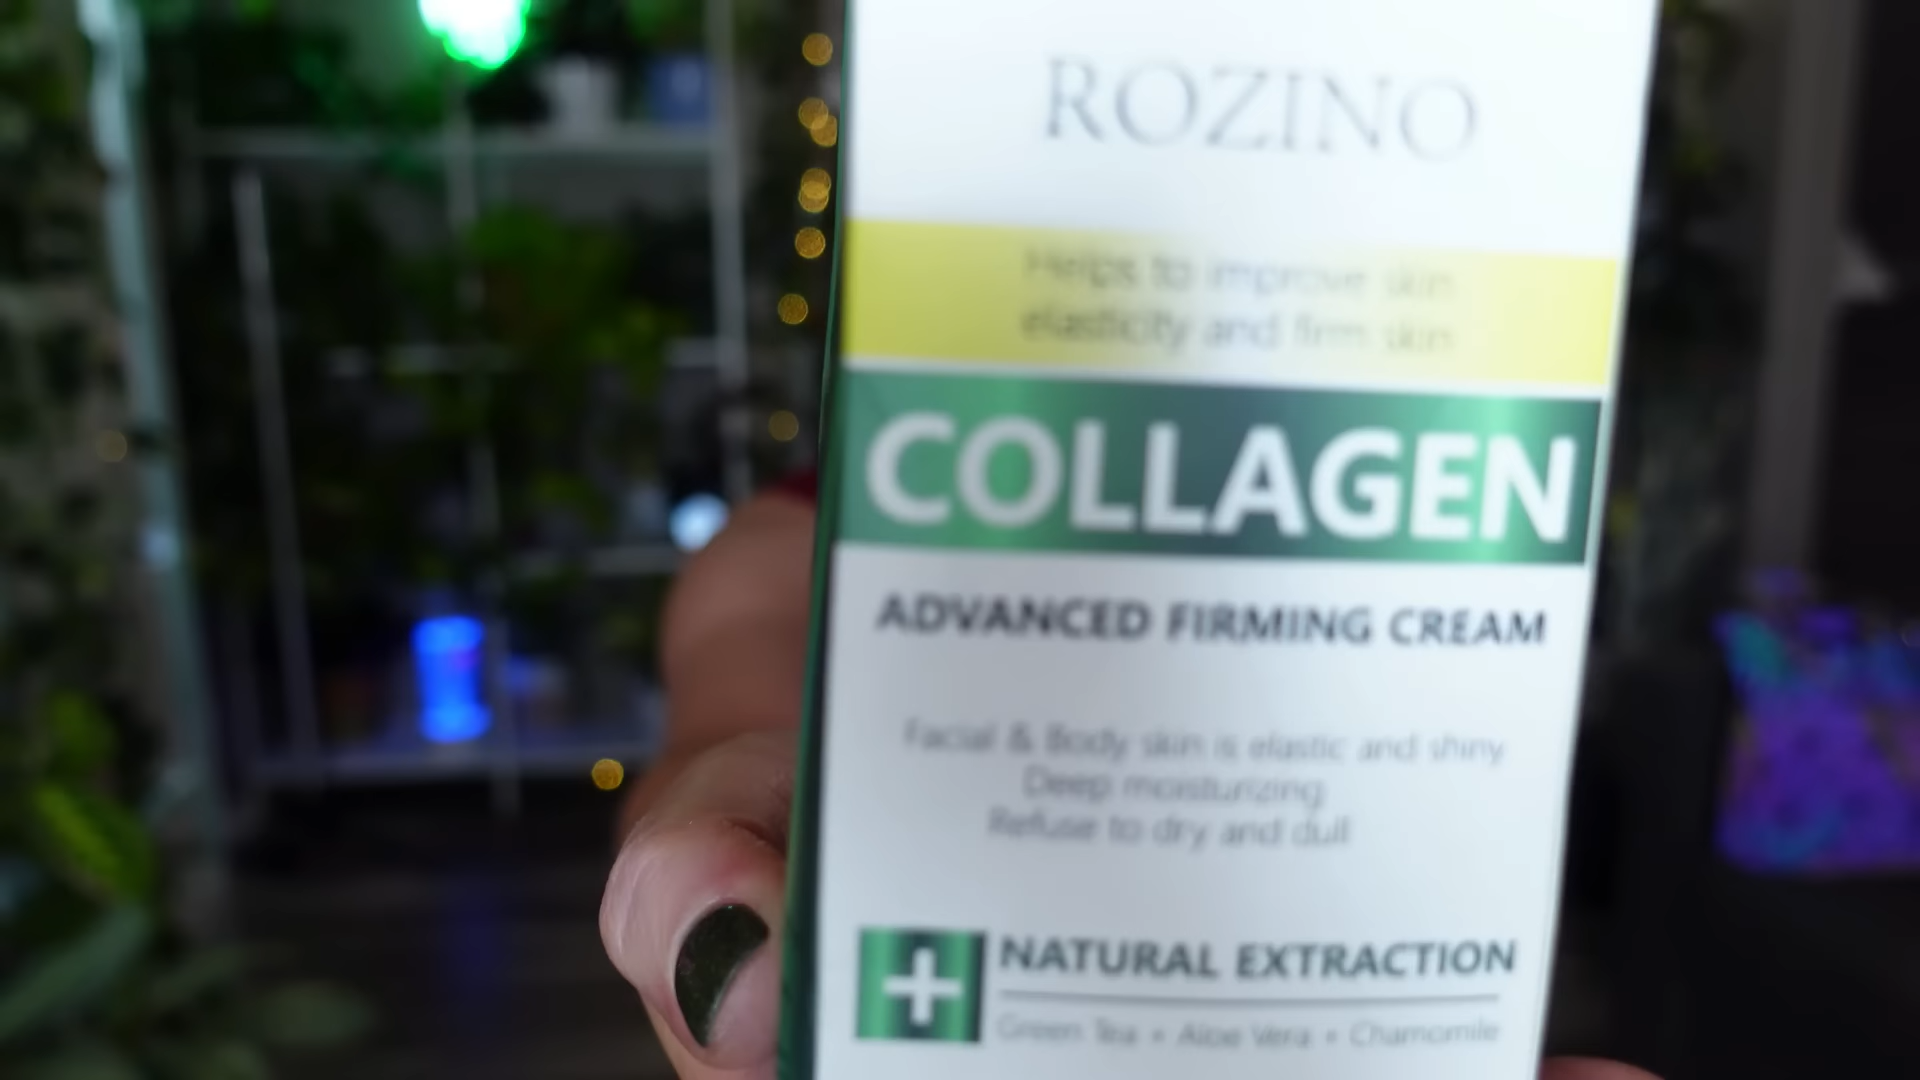 ROZINO
Helps to improve skin
elasticity and firm skin
COLLAGEN
ADVANCED FIRMING CREAM
Facial & Body skin is elastic and shiny
Deep moisturizing
Refuse to dry and dull
NATURAL EXTRACTION
Green Tea • Aloe Vera • Chamomile